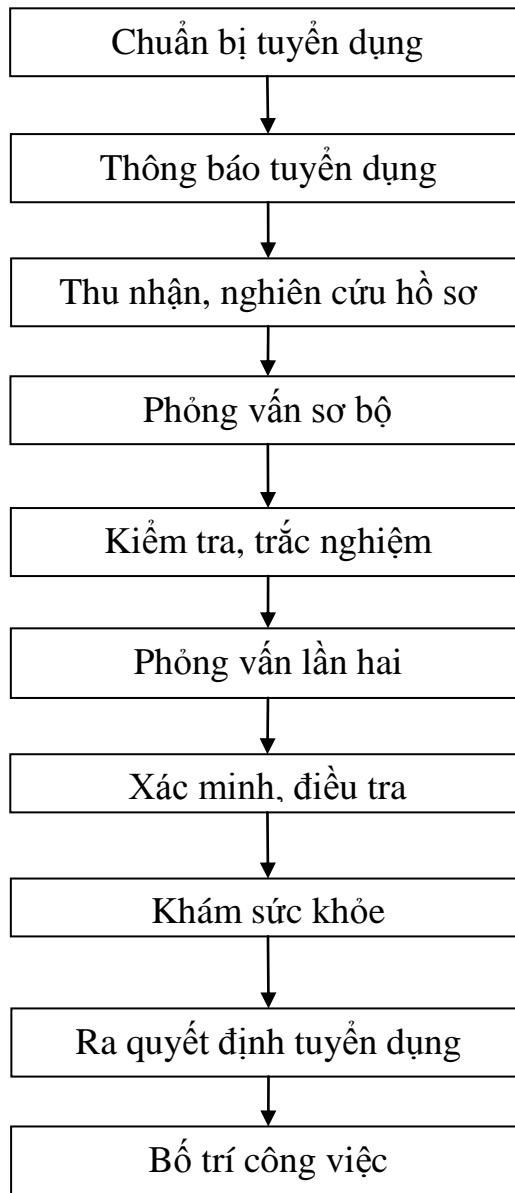 Chuẩn bị tuyển dụng
Thông báo tuyển dụng
Thu nhận, nghiên cứu hồ sơ
Phỏng vấn sơ bộ
Kiểm tra, trắc nghiệm
Phỏng vấn lần hai
Xác minh, điều tra
Khám sức khỏe
Ra quyết định tuyển dụng
Bố trí công việc